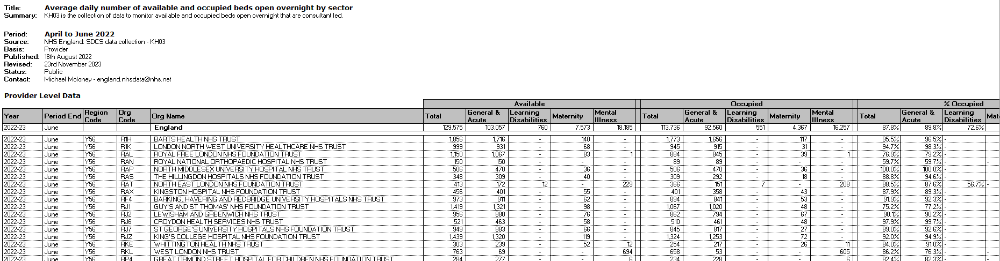 Title: Average daily number of available and occupied beds open overnight by sector
Summary: KH03 is the collection of data to monitor available and occupied beds open overnight that are consultant led.
Period: April to June 2022
Source: NHS England: SDCS data collection - KH03
Basis: Provider
Published: 18th August 2022
Revised: 23rd November 2023
Status: Public
Contact: Michael Moloney - england.nhsdata@nhs.net
Provider Level Data
Available Occupied % Occupied
Year Period End Region Code Org Code Org Name Total General & Acute Learning Disabilities Maternity Mental Illness Total General & Acute Learning Disabilities Maternity Mental Illness Total General & Acute Learning Disabilities Mat
2022-23 June England 129,575 103,057 760 7,573 18,185 113,736 92,560 551 4,367 16,257 87.8% 89.8% 72.6%
2022-23 June Y56 R1H BARTS HEALTH NHS TRUST 1,856 1,716 - 140 - 1,773 1,656 - 117 - 95.5% 96.5% -
2022-23 June Y56 R1K LONDON NORTH WEST UNIVERSITY HEALTHCARE NHS TRUST 999 931 - 68 - 945 915 - 31 - 94.7% 98.3% -
2022-23 June Y56 RAL ROYAL FREE LONDON NHS FOUNDATION TRUST 1,150 1,067 - 83 1 884 845 - 39 1 76.9% 79.2% -
2022-23 June Y56 RAN ROYAL NATIONAL ORTHOPAEDIC HOSPITAL NHS TRUST 150 150 - - - 89 89 - - - 59.7% 59.7% - -
2022-23 June Y56 RAP NORTH MIDDLESEX UNIVERSITY HOSPITAL NHS TRUST 506 470 - 36 - 506 470 - 36 - 100.0% 100.0% -
2022-23 June Y56 RAS THE HILLINGDON HOSPITALS NHS FOUNDATION TRUST 348 309 - 40 - 309 292 - 18 - 88.8% 94.6% -
2022-23 June Y56 RAT NORTH EAST LONDON NHS FOUNDATION TRUST 413 172 12 - 229 366 151 7 - 208 88.5% 87.6% 56.7% -
2022-23 June Y56 RAX KINGSTON HOSPITAL NHS FOUNDATION TRUST 456 401 - 55 - 401 358 - 43 - 87.9% 89.3% -
2022-23 June Y56 RF4 BARKING, HAVERING AND REDBRIDGE UNIVERSITY HOSPITALS NHS TRUST 973 911 - 62 - 894 841 - 53 - 91.9% 92.3% -
2022-23 June Y56 RJ1 GUY'S AND ST THOMAS' NHS FOUNDATION TRUST 1,419 1,321 - 98 - 1,067 1,020 - 48 - 75.2% 77.2% -
2022-23 June Y56 RJ2 LEWISHAM AND GREENWICH NHS TRUST 956 880 - 76 - 862 794 - 67 - 90.1% 90.2% -
2022-23 June Y56 RJ6 CROYDON HEALTH SERVICES NHS TRUST 521 463 - 58 - 510 461 - 48 - 97.9% 99.7% -
2022-23 June Y56 RJ7 ST GEORGE'S UNIVERSITY HOSPITALS NHS FOUNDATION TRUST 949 883 - 66 - 845 817 - 27 - 89.0% 92.6% -
2022-23 June Y56 RJZ KING'S COLLEGE HOSPITAL NHS FOUNDATION TRUST 1,439 1,320 - 119 - 1,324 1,253 - 72 - 92.0% 94.9% -
2022-23 June Y56 RKE WHITTINGTON HEALTH NHS TRUST 303 239 - 52 12 254 217 - 26 11 84.0% 91.0% -
2022-23 June Y56 RKL WEST LONDON NHS TRUST 763 69 - - 694 658 53 - - 605 86.2% 76.3% - -
2022-23 June Y56 RP4 GREAT ORMOND STREET HOSPITAL FOR CHILDREN NHS FOUNDATION TRUST 284 277 - - 6 234 228 - - 6 82.4% 82.3% - -